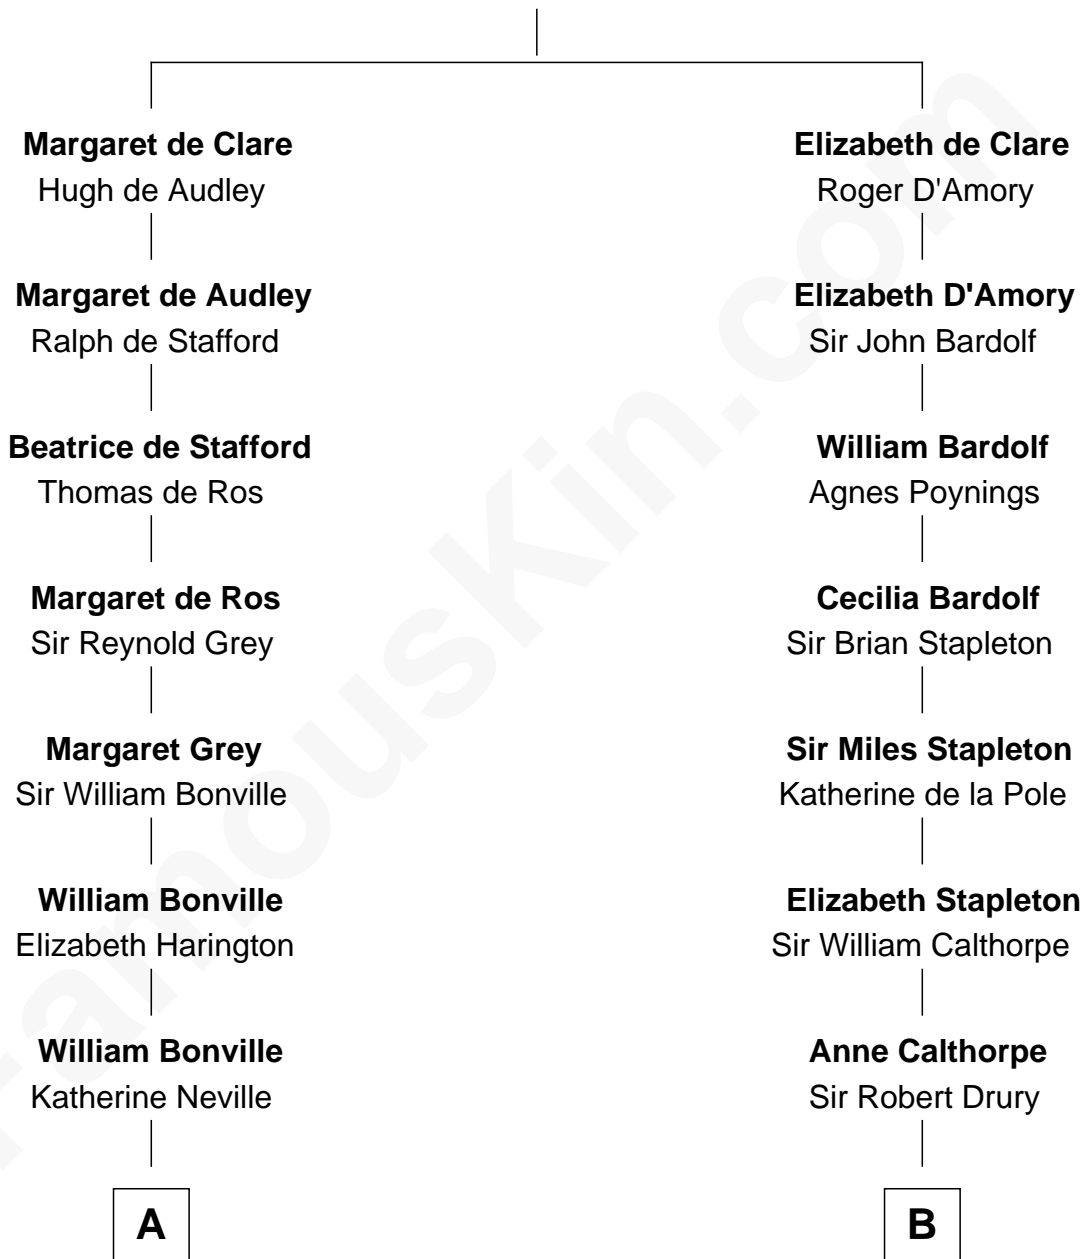 Margaret de Clare
Hugh de Audley
Margaret de Audley
Ralph de Stafford
Beatrice de Stafford
Thomas de Ros
Margaret de Ros
Sir Reynold Grey
Margaret Grey
Sir William Bonville
William Bonville
Elizabeth Harington
William Bonville
Katherine Neville
A
Elizabeth de Clare
Roger D'Amory
Elizabeth D'Amory
Sir John Bardolf
William Bardolf
Agnes Poynings
Cecilia Bardolf
Sir Brian Stapleton
Sir Miles Stapleton
Katherine de la Pole
Elizabeth Stapleton
Sir William Calthorpe
Anne Calthorpe
Sir Robert Drury
B
FamousKin.com